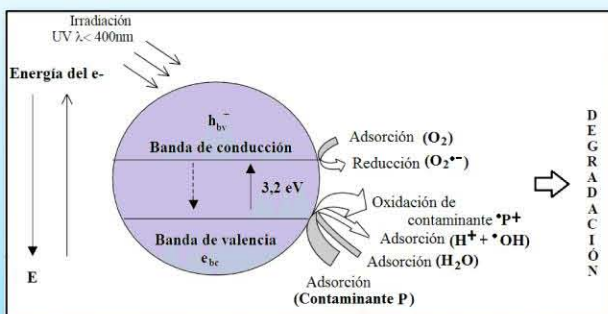 Irradiación
UV λ< 400nm
Energía del e-
E
h_bv^-
Banda de conducción
3,2 eV
Banda de valencia
e_bc
Adsorción (O₂)
Reducción (O₂•−)
Oxidación de
contaminante •P+
Adsorción (H+ + •OH)
Adsorción (H₂O)
Adsorción
(Contaminante P)
DEGRADACIÓN